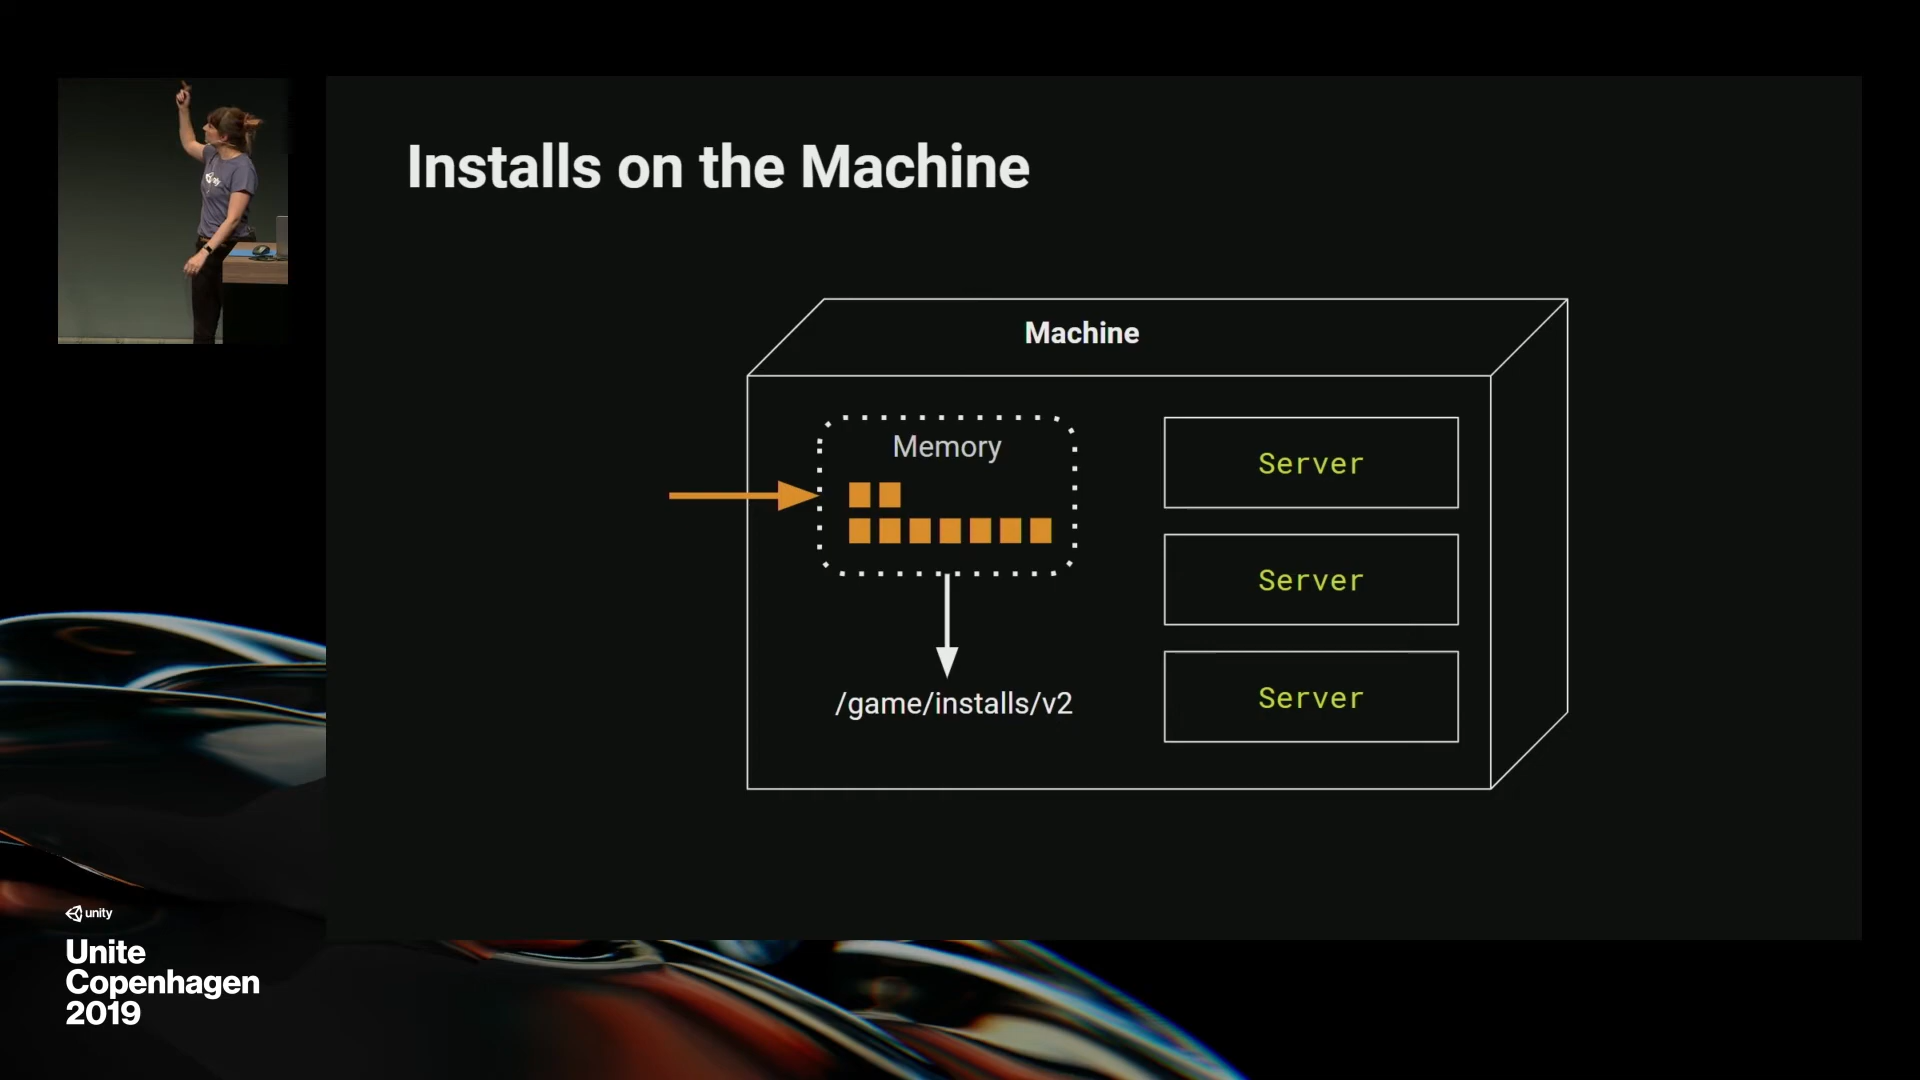 Installs on the Machine
Machine
Memory
/game/installs/v2
Server
Server
Server
unity
Unite
Copenhagen
2019